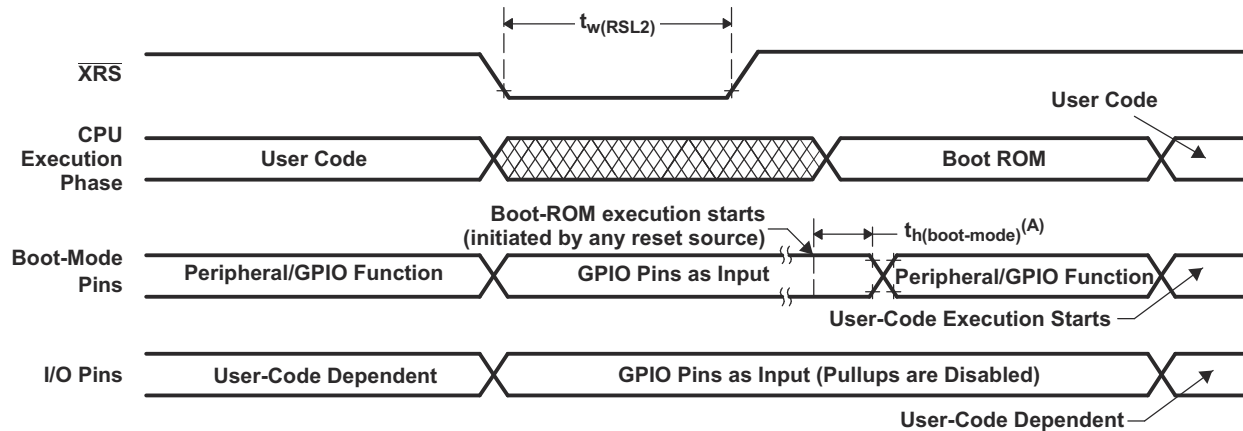 t_w(RSL2)
XRS
User Code
CPU
Execution
Phase
User Code
Boot ROM
Boot-ROM execution starts
(initiated by any reset source)
t_h(boot-mode)^(A)
Boot-Mode
Pins
Peripheral/GPIO Function
GPIO Pins as Input
Peripheral/GPIO Function
User-Code Execution Starts
I/O Pins
User-Code Dependent
GPIO Pins as Input (Pullups are Disabled)
User-Code Dependent